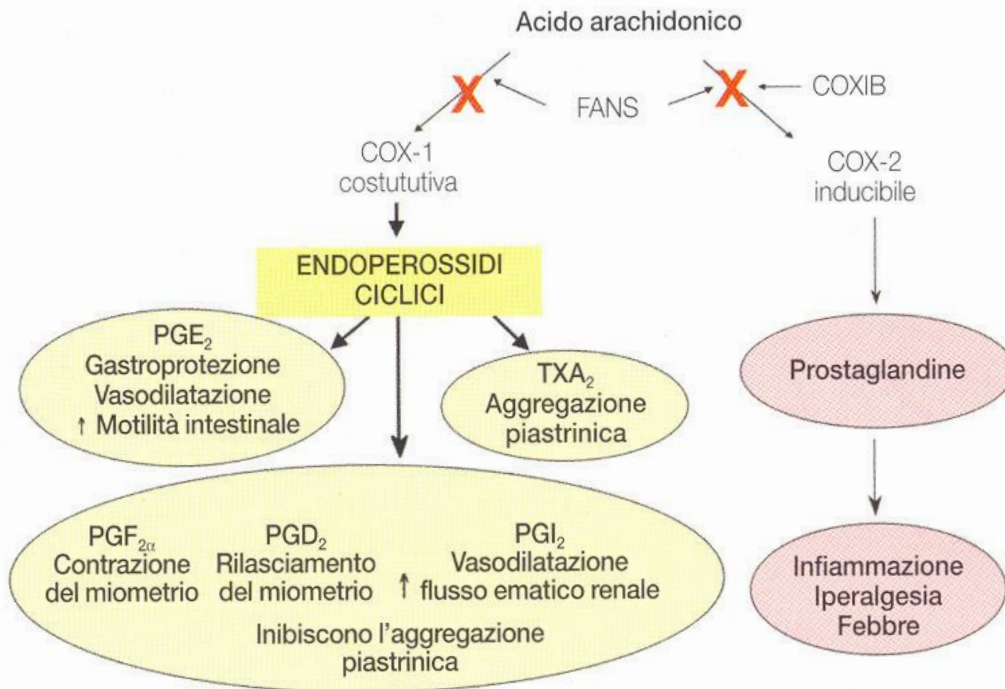 Acido arachidonico
FANS
COXIB
COX-1
costututiva
COX-2
inducibile
ENDOPEROSSIDI
CICLICI
PGE₂
Gastroprotezione
Vasodilatazione
↑ Motilità intestinale
TXA₂
Aggregazione
piastrinica
Prostaglandine
PGF₂α
Contrazione
del miometrio
PGD₂
Rilasciamento
del miometrio
PGI₂
Vasodilatazione
↑ flusso ematico renale
Inibiscono l'aggregazione
piastrinica
Infiammazione
Iperalgesia
Febbre